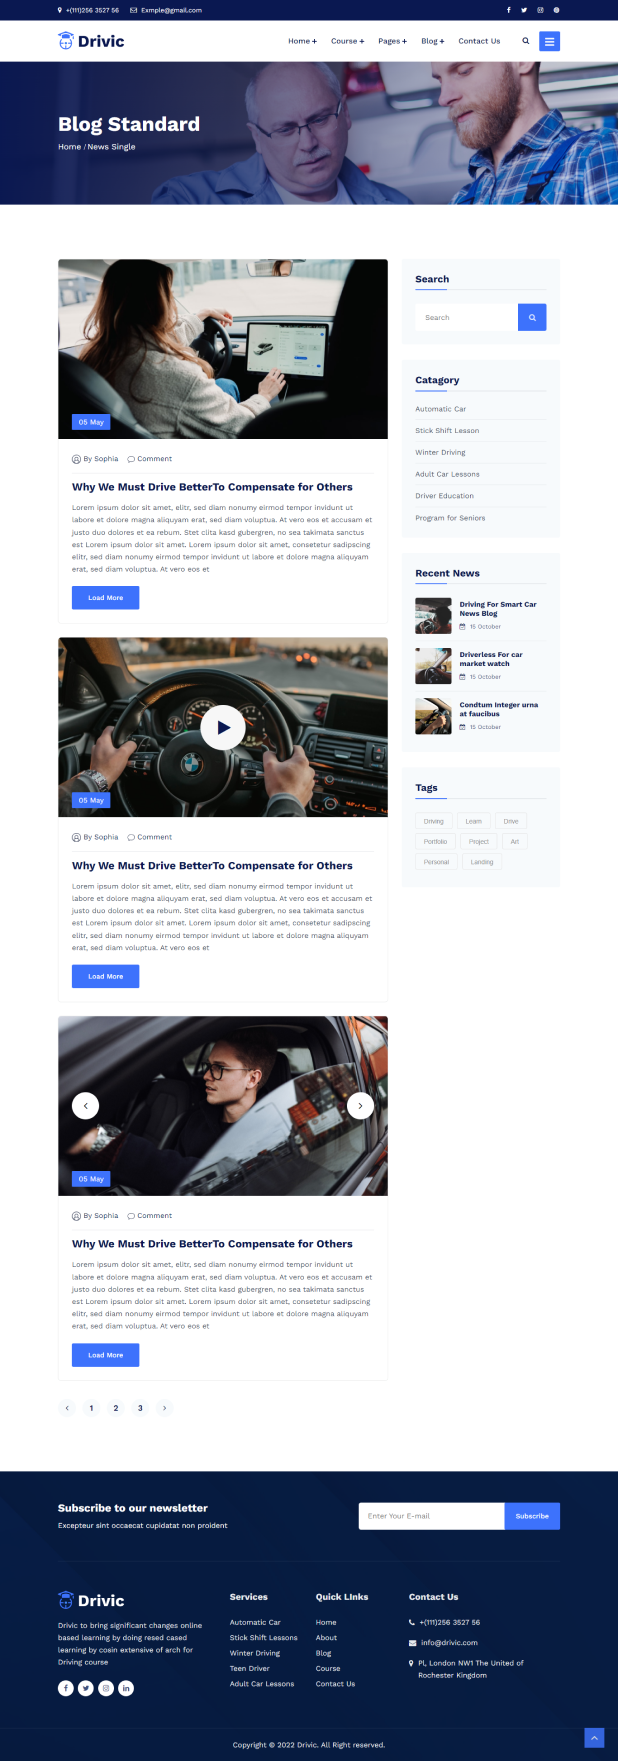 +(111)256 3527 56 Exmple@gmail.com
Drivic
Home + Course + Pages + Blog + Contact Us
Blog Standard
Home / News Single
05 May
By Sophia Comment
Why We Must Drive BetterTo Compensate for Others
Lorem ipsum dolor sit amet, elitr, sed diam nonumy eirmod tempor invidunt ut
labore et dolore magna aliquyam erat, sed diam voluptua. At vero eos et accusam et
justo duo dolores et ea rebum. Stet clita kasd gubergren, no sea takimata sanctus
est Lorem ipsum dolor sit amet. Lorem ipsum dolor sit amet, consetetur sadipscing
elitr, sed diam nonumy eirmod tempor invidunt ut labore et dolore magna aliquyam
erat, sed diam voluptua. At vero eos et
Load More
05 May
By Sophia Comment
Why We Must Drive BetterTo Compensate for Others
Lorem ipsum dolor sit amet, elitr, sed diam nonumy eirmod tempor invidunt ut
labore et dolore magna aliquyam erat, sed diam voluptua. At vero eos et accusam et
justo duo dolores et ea rebum. Stet clita kasd gubergren, no sea takimata sanctus
est Lorem ipsum dolor sit amet. Lorem ipsum dolor sit amet, consetetur sadipscing
elitr, sed diam nonumy eirmod tempor invidunt ut labore et dolore magna aliquyam
erat, sed diam voluptua. At vero eos et
Load More
05 May
By Sophia Comment
Why We Must Drive BetterTo Compensate for Others
Lorem ipsum dolor sit amet, elitr, sed diam nonumy eirmod tempor invidunt ut
labore et dolore magna aliquyam erat, sed diam voluptua. At vero eos et accusam et
justo duo dolores et ea rebum. Stet clita kasd gubergren, no sea takimata sanctus
est Lorem ipsum dolor sit amet. Lorem ipsum dolor sit amet, consetetur sadipscing
elitr, sed diam nonumy eirmod tempor invidunt ut labore et dolore magna aliquyam
erat, sed diam voluptua. At vero eos et
Load More
1 2 3
Search
Search
Catagory
Automatic Car
Stick Shift Lesson
Winter Driving
Adult Car Lessons
Driver Education
Program for Seniors
Recent News
Driving For Smart Car
News Blog
15 October
Driverless For car
market watch
15 October
Condtum Integer urna
at faucibus
15 October
Tags
Driving Learn Drive
Portfolio Project Art
Personal Landing
Subscribe to our newsletter
Excepteur sint occaecat cupidatat non proident
Enter Your E-mail Subscribe
Drivic
Drivic to bring significant changes online
based learning by doing resed cased
learning by cosin extensive of arch for
Driving course
Services
Automatic Car
Stick Shift Lessons
Winter Driving
Teen Driver
Adult Car Lessons
Quick LInks
Home
About
Blog
Course
Contact Us
Contact Us
+(111)256 3527 56
info@drivic.com
Pl, London NW1 The United of
Rochester Kingdom
Copyright © 2022 Drivic. All Right reserved.